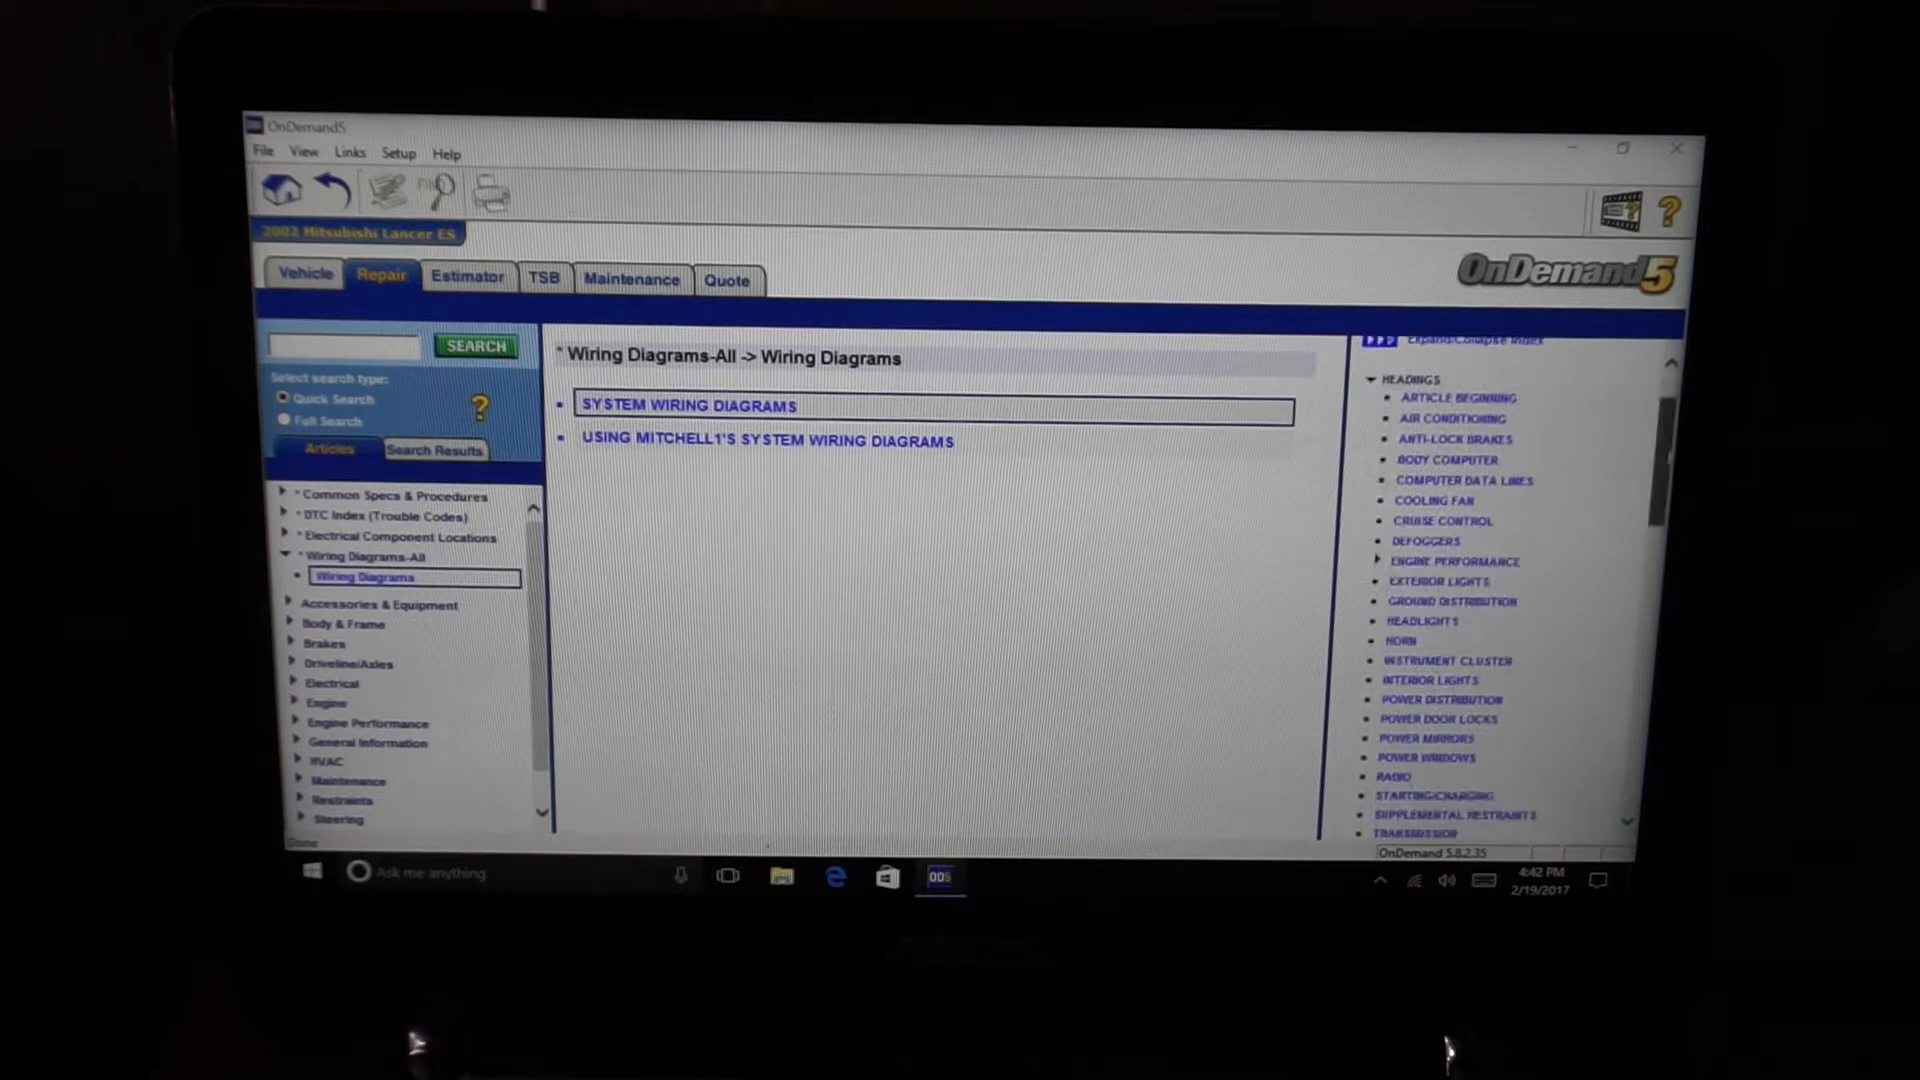 OnDemand5
File View Links Setup Help
FIND
2002 Mitsubishi Lancer ES
OnDemand5
Vehicle Repair Estimator TSB Maintenance Quote
SEARCH
Select search type:
Quick Search
Full Search
Articles Search Results
* Common Specs & Procedures
* DTC Index (Trouble Codes)
* Electrical Component Locations
* Wiring Diagrams-All
Wiring Diagrams
Accessories & Equipment
Body & Frame
Brakes
Driveline/Axles
Electrical
Engine
Engine Performance
General Information
HVAC
Maintenance
Restraints
Steering
* Wiring Diagrams-All -> Wiring Diagrams
SYSTEM WIRING DIAGRAMS
USING MITCHELL1'S SYSTEM WIRING DIAGRAMS
Expand/Collapse Index
HEADINGS
ARTICLE BEGINNING
AIR CONDITIONING
ANTI-LOCK BRAKES
BODY COMPUTER
COMPUTER DATA LINES
COOLING FAN
CRUISE CONTROL
DEFOGGERS
ENGINE PERFORMANCE
EXTERIOR LIGHTS
GROUND DISTRIBUTION
HEADLIGHTS
HORN
INSTRUMENT CLUSTER
INTERIOR LIGHTS
POWER DISTRIBUTION
POWER DOOR LOCKS
POWER MIRRORS
POWER WINDOWS
RADIO
STARTING/CHARGING
SUPPLEMENTAL RESTRAINTS
TRANSMISSION
Done
OnDemand 5.8.2.35
Ask me anything
OD5
4:42 PM
2/19/2017